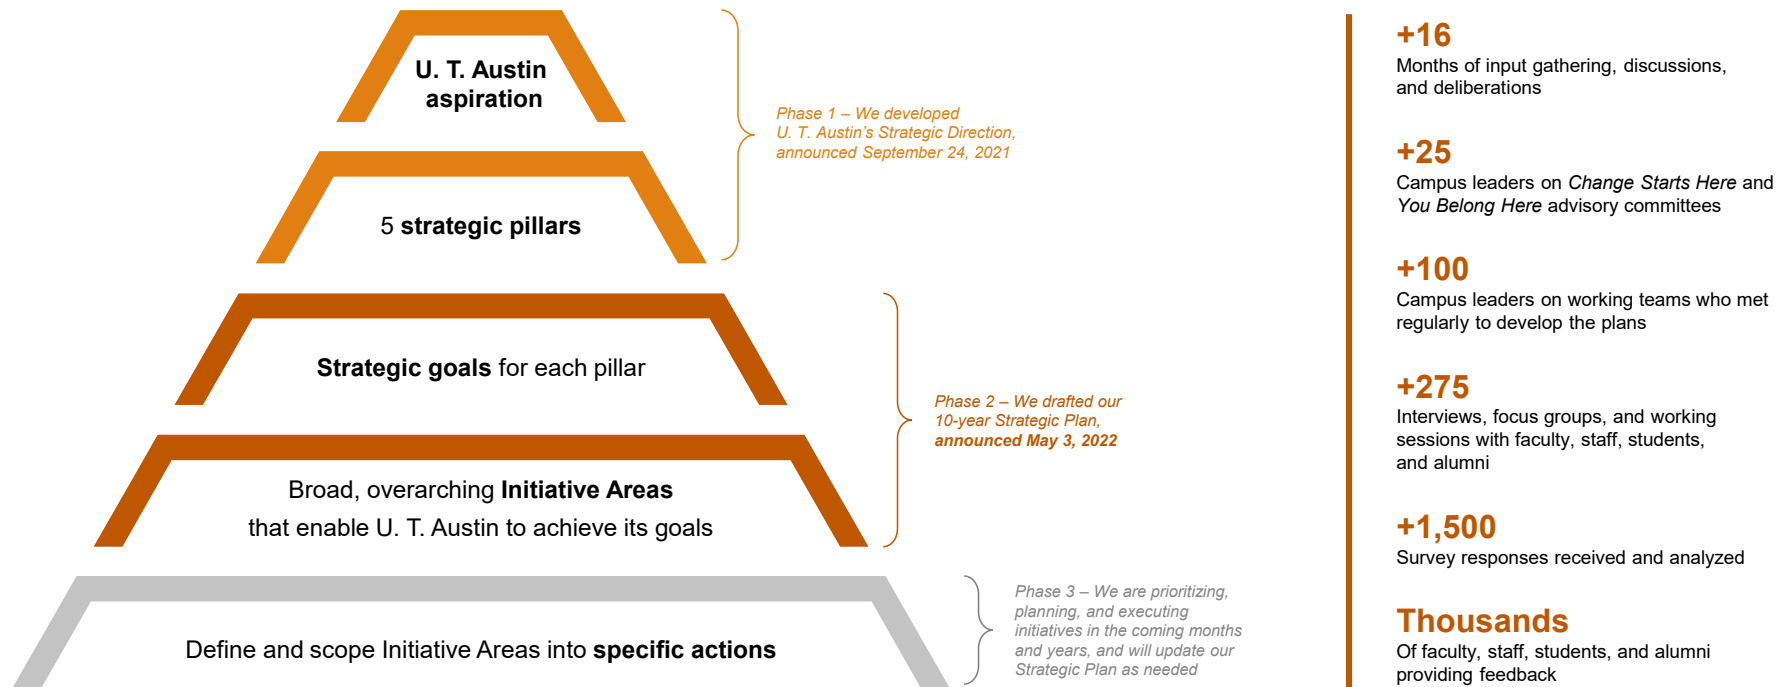 U. T. Austin
aspiration
Phase 1 – We developed
U. T. Austin’s Strategic Direction,
announced September 24, 2021
5 strategic pillars
Strategic goals for each pillar
Phase 2 – We drafted our
10-year Strategic Plan,
announced May 3, 2022
Broad, overarching Initiative Areas
that enable U. T. Austin to achieve its goals
Phase 3 – We are prioritizing,
planning, and executing
initiatives in the coming months
and years, and will update our
Strategic Plan as needed
Define and scope Initiative Areas into specific actions
+16
Months of input gathering, discussions,
and deliberations
+25
Campus leaders on Change Starts Here and
You Belong Here advisory committees
+100
Campus leaders on working teams who met
regularly to develop the plans
+275
Interviews, focus groups, and working
sessions with faculty, staff, students,
and alumni
+1,500
Survey responses received and analyzed
Thousands
Of faculty, staff, students, and alumni
providing feedback